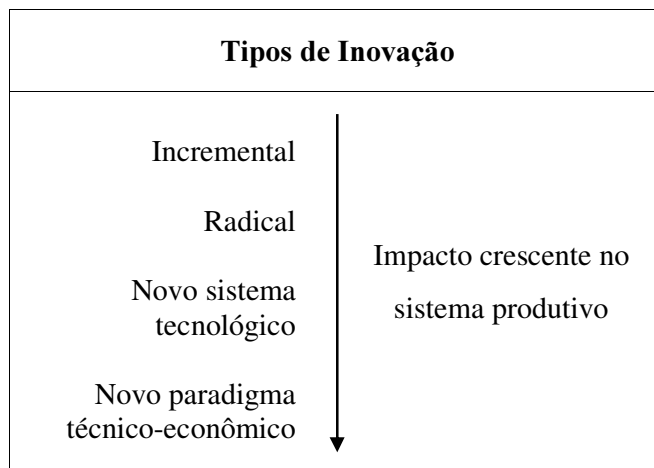 Tipos de Inovação
Incremental
Radical
Novo sistema
tecnológico
Novo paradigma
técnico-econômico
Impacto crescente no
sistema produtivo